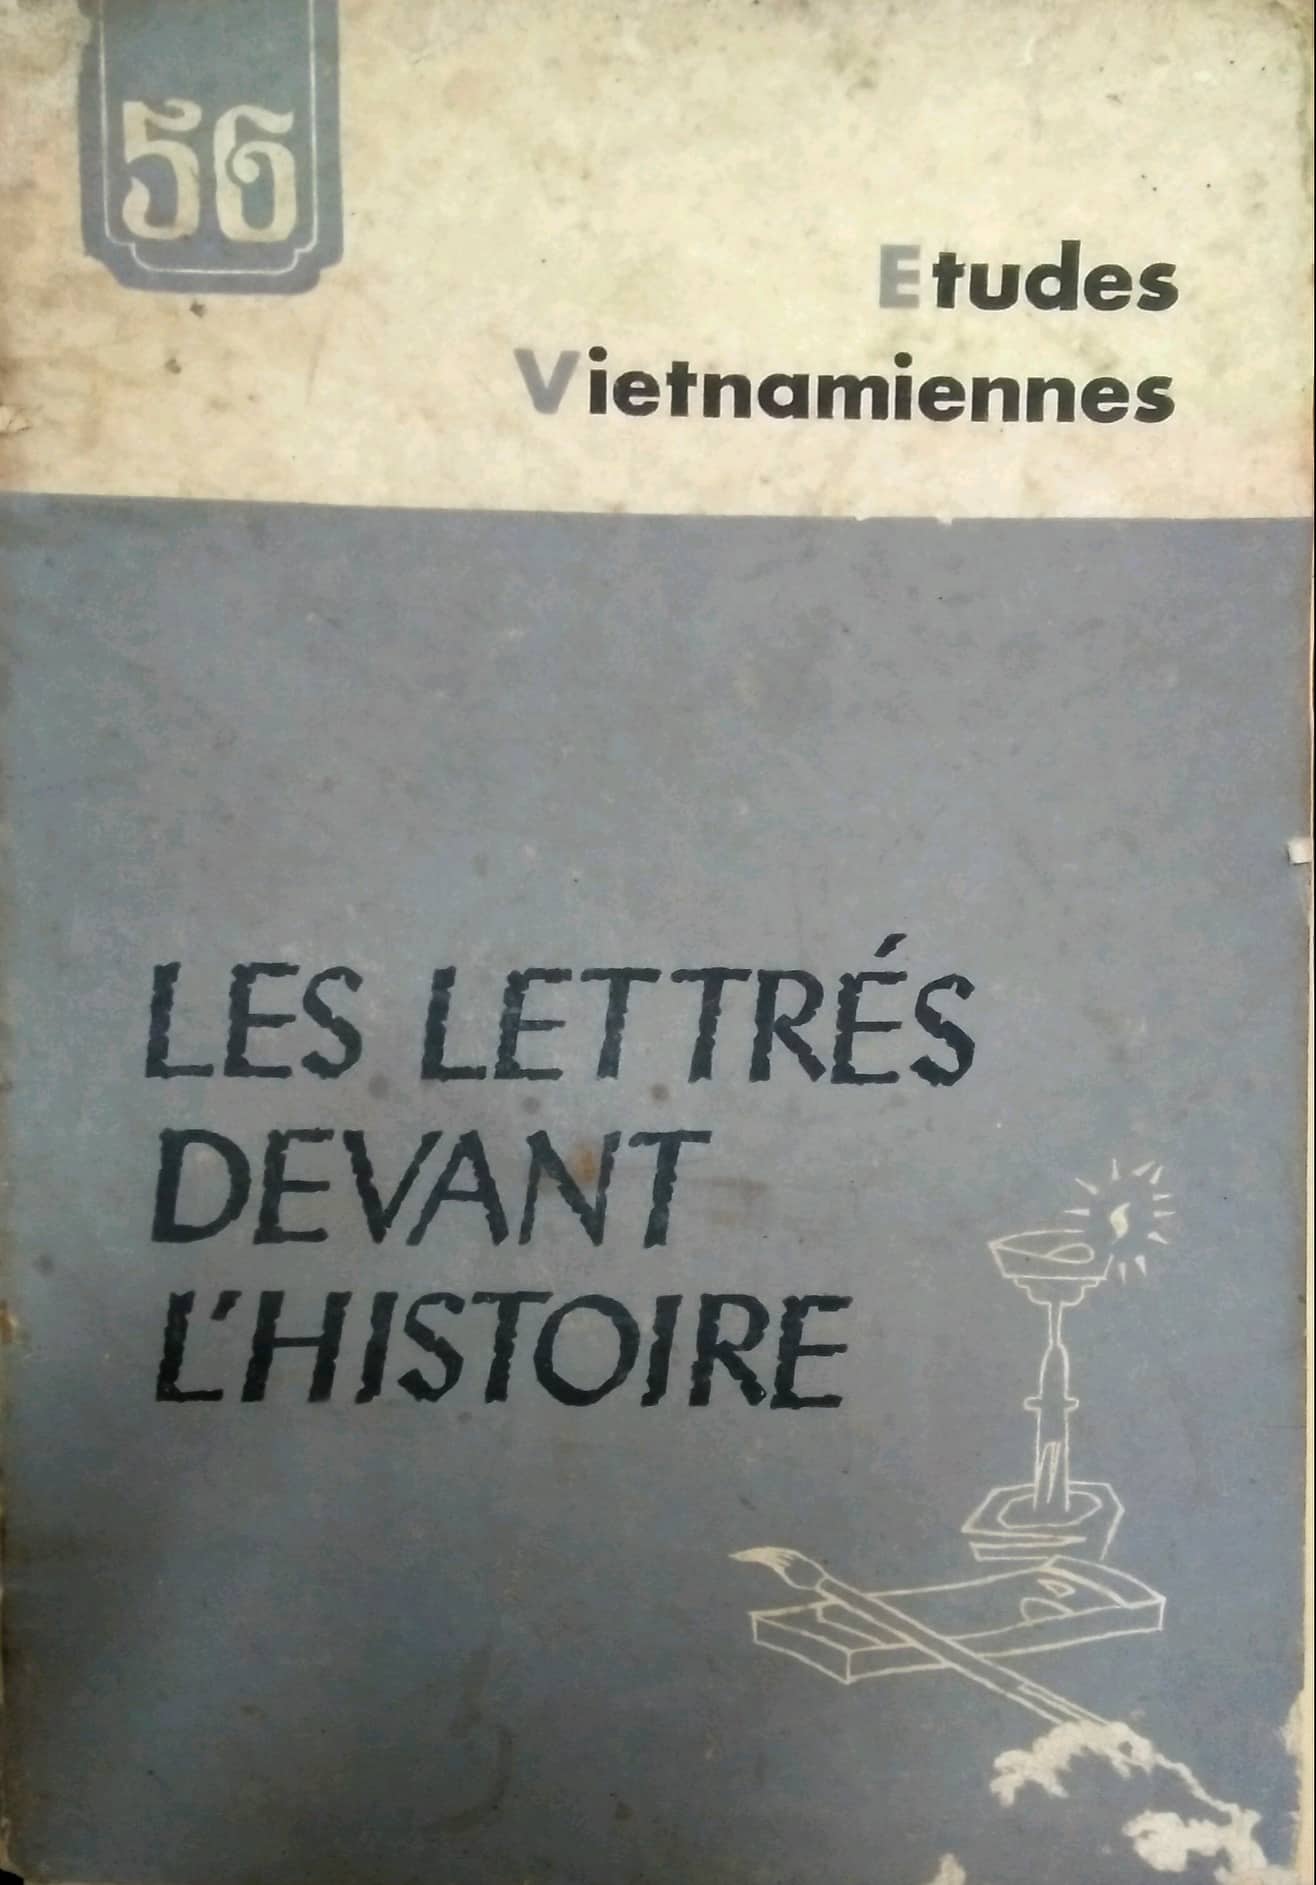 56
Etudes
Vietnamiennes
LES LETTRÉS
DEVANT
L'HISTOIRE